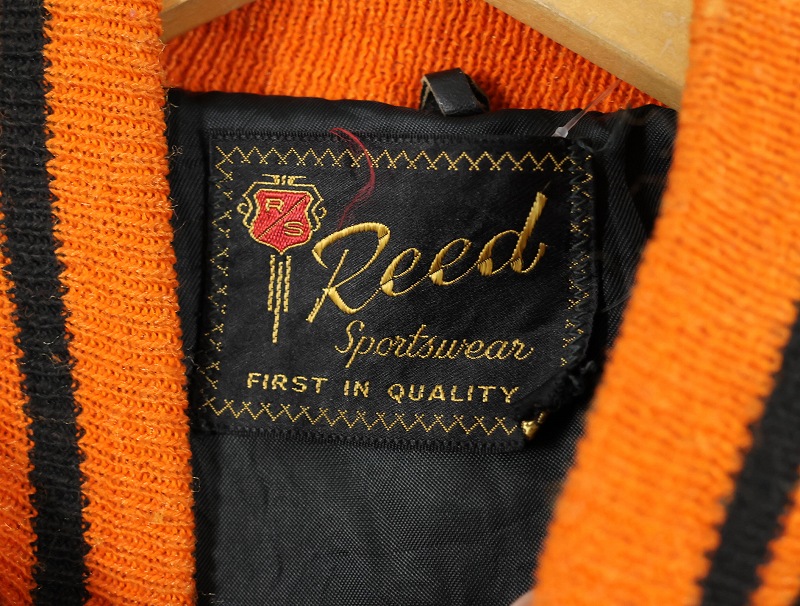 R/S
Reed
Sportswear
FIRST IN QUALITY